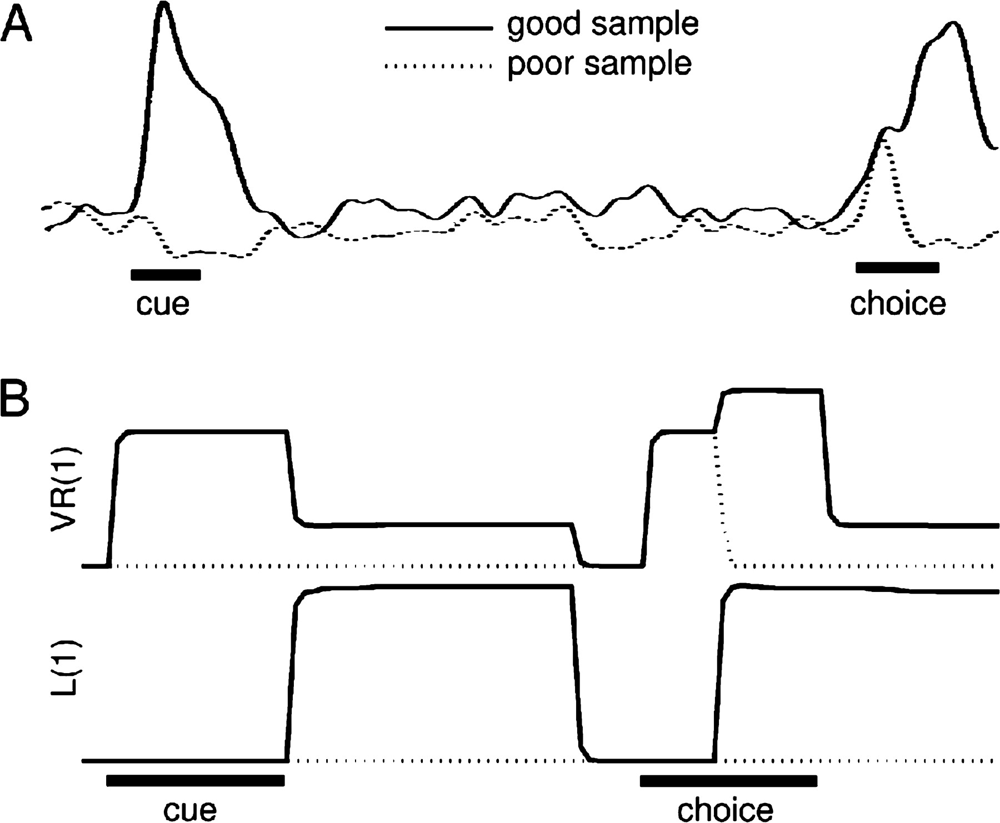 A
good sample
poor sample
cue
choice
B
VR(1)
L(1)
cue
choice